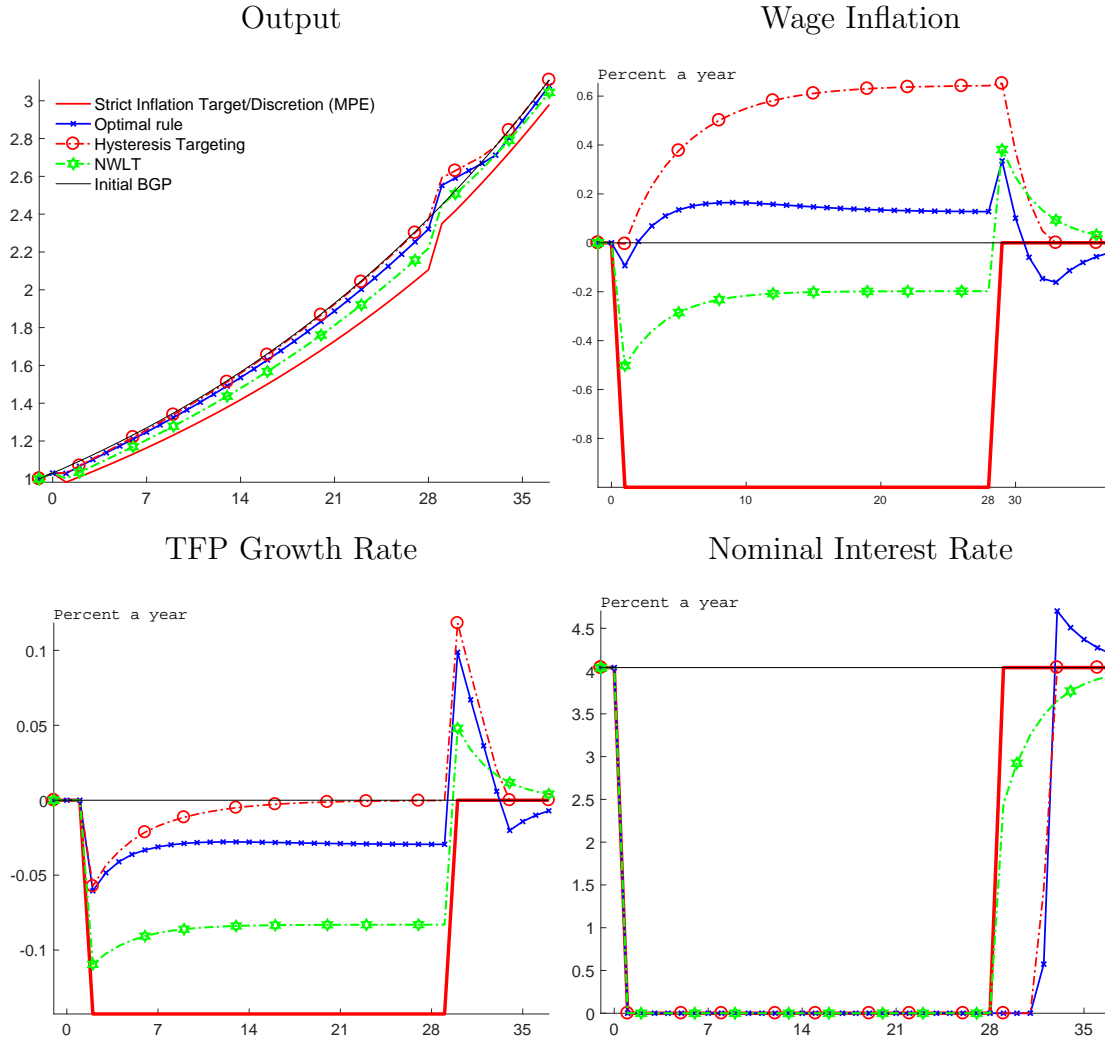 Output
3
2.8
2.6
2.4
2.2
2
1.8
1.6
1.4
1.2
1
0 7 14 21 28 35
Strict Inflation Target/Discretion (MPE)
Optimal rule
Hysteresis Targeting
NWLT
Initial BGP
Wage Inflation
Percent a year
0.6
0.4
0.2
0
-0.2
-0.4
-0.6
-0.8
0 10 20 28 30
TFP Growth Rate
Percent a year
0.1
0.05
0
-0.05
-0.1
0 7 14 21 28 35
Nominal Interest Rate
Percent a year
4.5
4
3.5
3
2.5
2
1.5
1
0.5
0
0 7 14 21 28 35